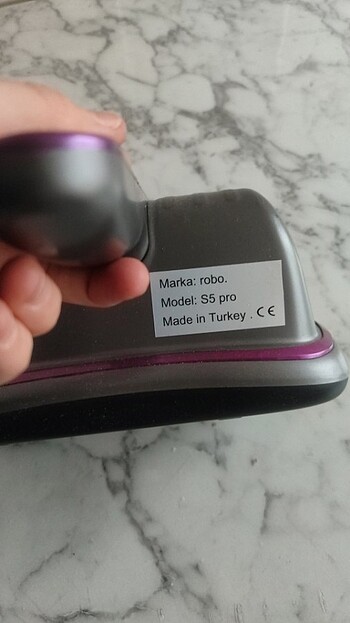 Marka: robo.
Model: S5 pro
Made in Turkey . CE